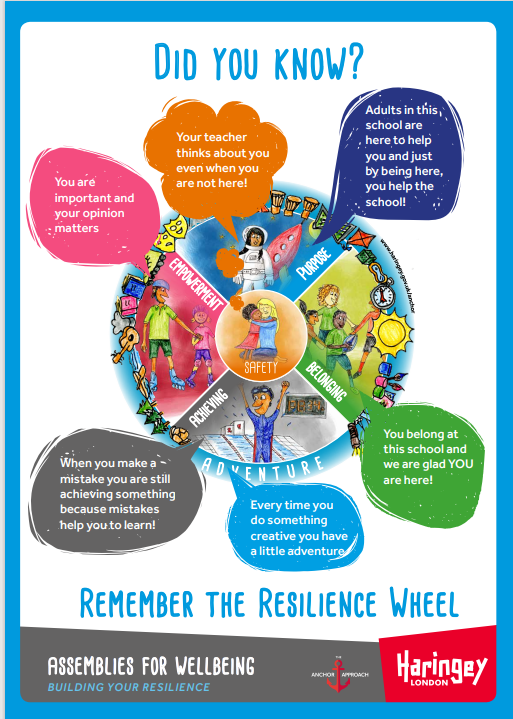 DID YOU KNOW?
Your teacher
thinks about you
even when you
are not here!
Adults in this
school are
here to help
you and just
by being here,
you help the
school!
You are
important and
your opinion
matters
www.haringey.gov.uk/anchor
EMPOWERMENT
PURPOSE
SAFETY
ACHIEVING
BELONGING
ADVENTURE
When you make a
mistake you are still
achieving something
because mistakes
help you to learn!
Every time you
do something
creative you have
a little adventure
You belong at
this school and
we are glad YOU
are here!
REMEMBER THE RESILIENCE WHEEL
ASSEMBLIES FOR WELLBEING
BUILDING YOUR RESILIENCE
THE
ANCHOR APPROACH
Haringey
LONDON